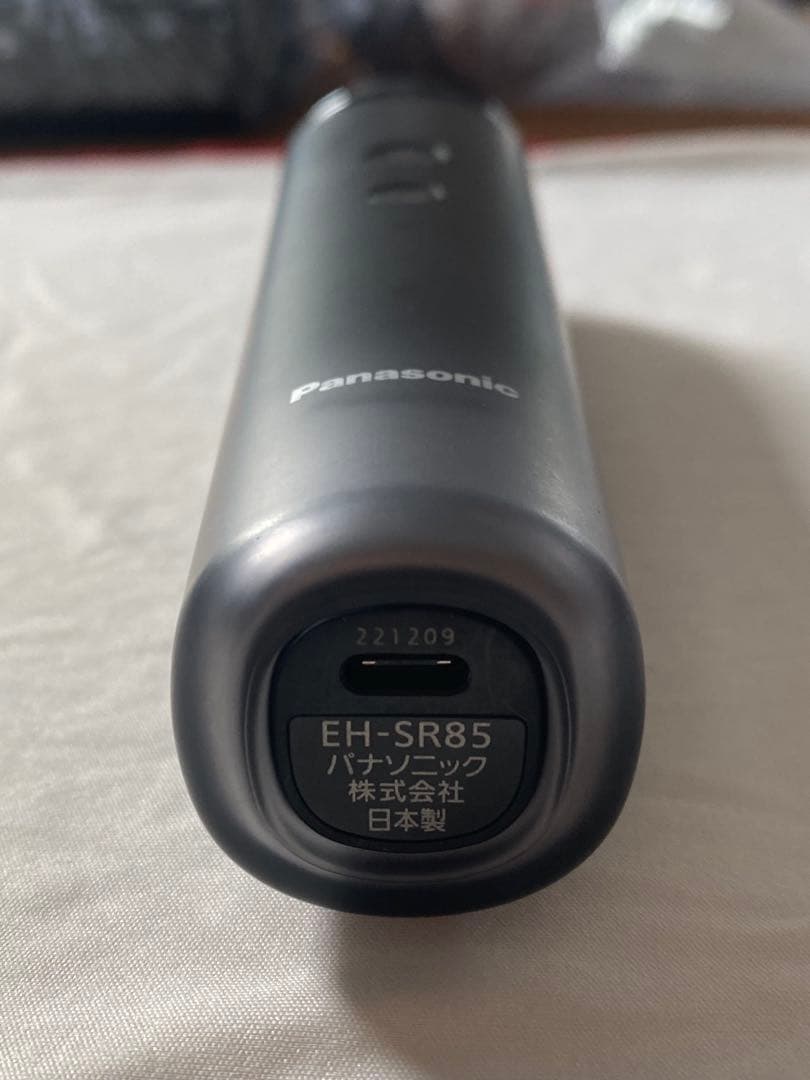 Panasonic
221209
EH-SR85
パナソニック
株式会社
日本製